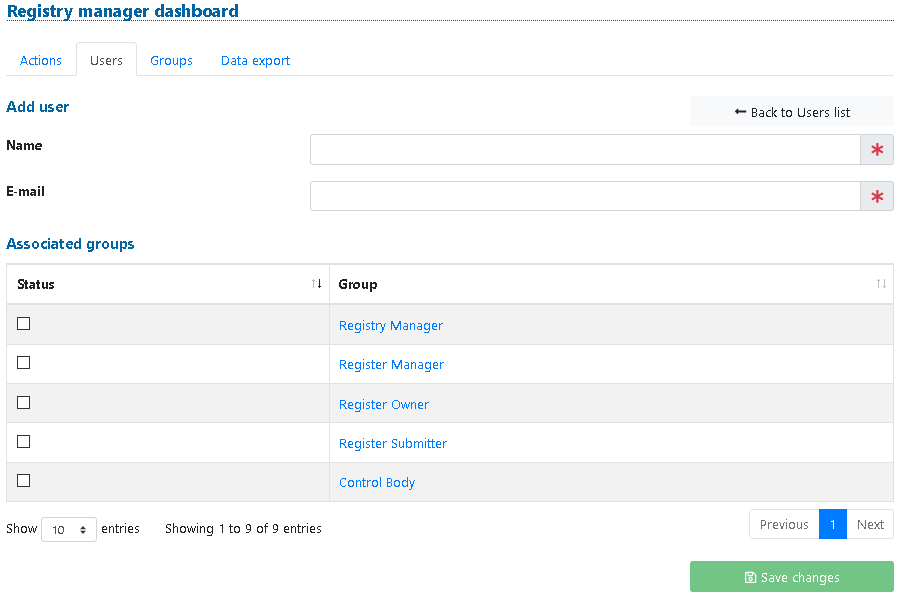 Registry manager dashboard
Actions Users Groups Data export
Add user
Back to Users list
Name
E-mail
Associated groups
Status Group
Registry Manager
Register Manager
Register Owner
Register Submitter
Control Body
Show 10 entries Showing 1 to 9 of 9 entries Previous 1 Next
Save changes